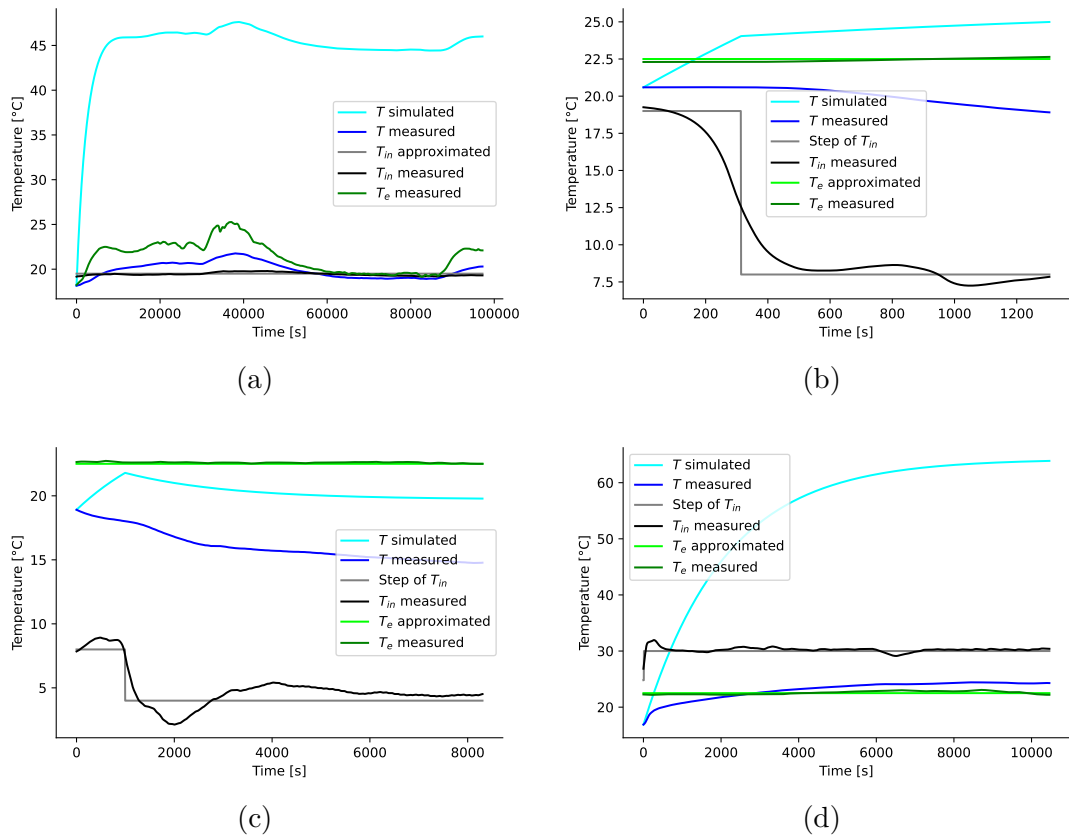 45
40
35
30
25
20
Temperature [°C]
0
20000
40000
60000
80000
100000
Time [s]
T simulated
T measured
T_in approximated
T_in measured
T_e measured
(a)
25.0
22.5
20.0
17.5
15.0
12.5
10.0
7.5
Temperature [°C]
0
200
400
600
800
1000
1200
Time [s]
T simulated
T measured
Step of T_in
T_in measured
T_e approximated
T_e measured
(b)
20
15
10
5
Temperature [°C]
0
2000
4000
6000
8000
Time [s]
T simulated
T measured
Step of T_in
T_in measured
T_e approximated
T_e measured
(c)
60
50
40
30
20
Temperature [°C]
0
2000
4000
6000
8000
10000
Time [s]
T simulated
T measured
Step of T_in
T_in measured
T_e approximated
T_e measured
(d)